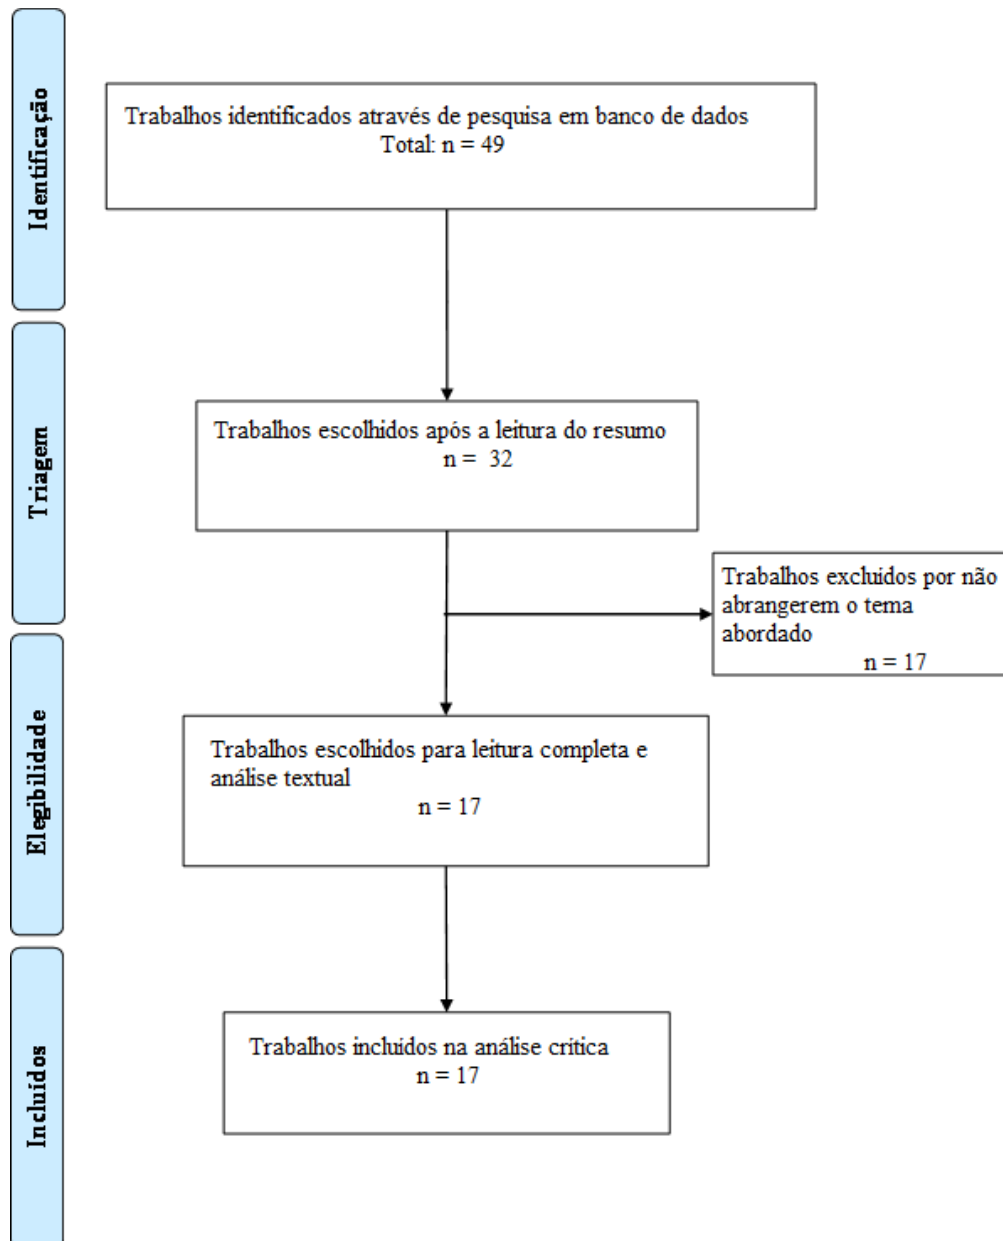 Identificação
Trabalhos identificados através de pesquisa em banco de dados
Total: n = 49
Triagem
Trabalhos escolhidos após a leitura do resumo
n = 32
Trabalhos excluídos por não
abrangerem o tema
abordado
n = 17
Elegibilidade
Trabalhos escolhidos para leitura completa e
análise textual
n = 17
Incluídos
Trabalhos incluidos na análise critica
n = 17